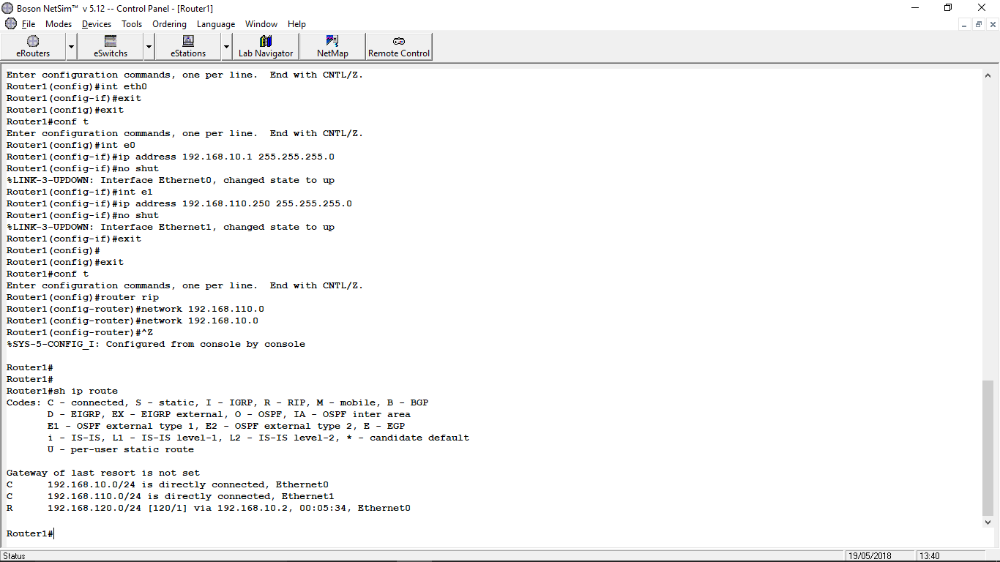 Boson NetSim™ v 5.12 -- Control Panel - [Router1]
File Modes Devices Tools Ordering Language Window Help
eRouters eSwitchs eStations Lab Navigator NetMap Remote Control
Enter configuration commands, one per line.  End with CNTL/Z.
Router1(config)#int eth0
Router1(config-if)#exit
Router1(config)#exit
Router1#conf t
Enter configuration commands, one per line.  End with CNTL/Z.
Router1(config)#int e0
Router1(config-if)#ip address 192.168.10.1 255.255.255.0
Router1(config-if)#no shut
%LINK-3-UPDOWN: Interface Ethernet0, changed state to up
Router1(config-if)#int e1
Router1(config-if)#ip address 192.168.110.250 255.255.255.0
Router1(config-if)#no shut
%LINK-3-UPDOWN: Interface Ethernet1, changed state to up
Router1(config-if)#exit
Router1(config)#
Router1(config)#exit
Router1#conf t
Enter configuration commands, one per line.  End with CNTL/Z.
Router1(config)#router rip
Router1(config-router)#network 192.168.110.0
Router1(config-router)#network 192.168.10.0
Router1(config-router)#^Z
%SYS-5-CONFIG_I: Configured from console by console
Router1#
Router1#
Router1#sh ip route
Codes: C - connected, S - static, I - IGRP, R - RIP, M - mobile, B - BGP
D - EIGRP, EX - EIGRP external, O - OSPF, IA - OSPF inter area
E1 - OSPF external type 1, E2 - OSPF external type 2, E - EGP
i - IS-IS, L1 - IS-IS level-1, L2 - IS-IS level-2, * - candidate default
U - per-user static route
Gateway of last resort is not set
C 192.168.10.0/24 is directly connected, Ethernet0
C 192.168.110.0/24 is directly connected, Ethernet1
R 192.168.120.0/24 [120/1] via 192.168.10.2, 00:05:34, Ethernet0
Router1#
Status 19/05/2018 13:40